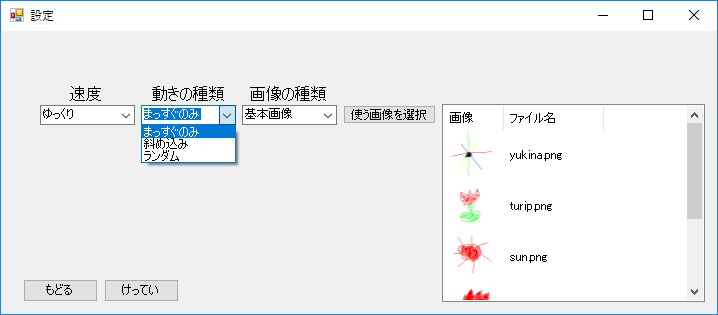 設定
速度
動きの種類
画像の種類
ゆっくり
まっすぐのみ
基本画像
使う画像を選択
まっすぐのみ
斜め込み
ランダム
画像
ファイル名
yukina.png
turip.png
sun.png
もどる
けってい